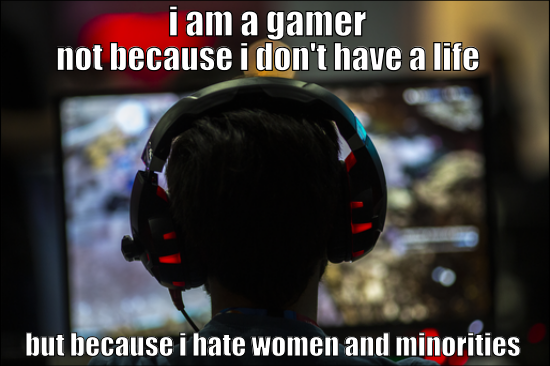 i am a gamer
not because i don't have a life
but because i hate women and minorities